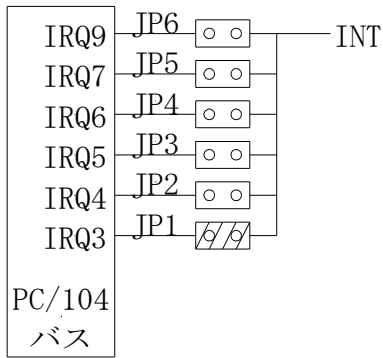 IRQ9 JP6 INT
IRQ7 JP5
IRQ6 JP4
IRQ5 JP3
IRQ4 JP2
IRQ3 JP1
PC/104
バス